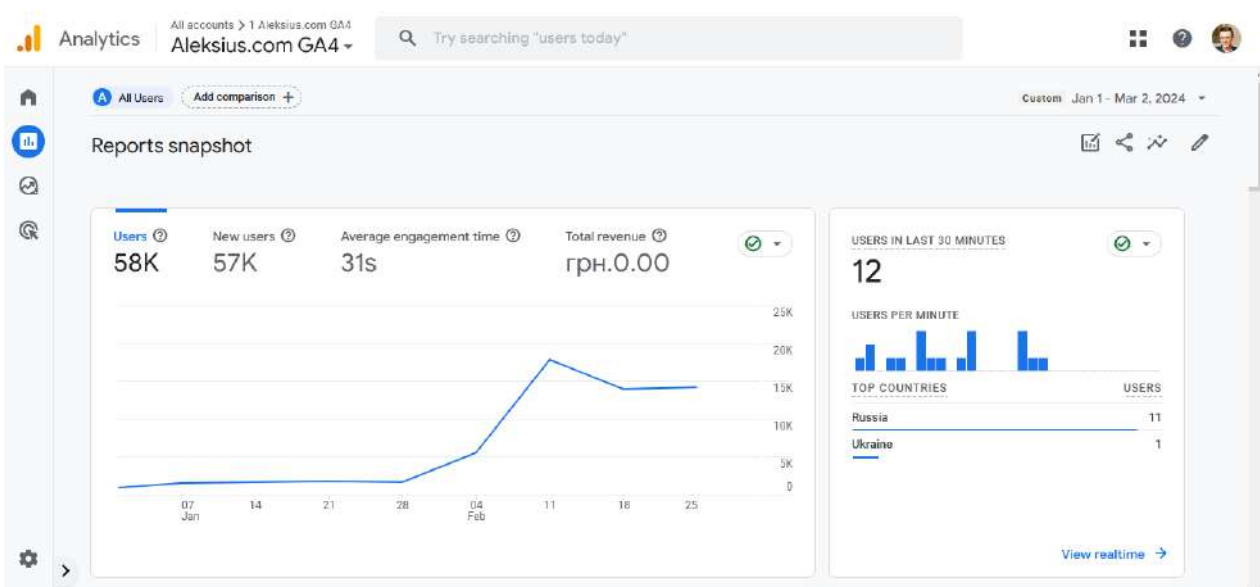 All accounts > 1 Aleksius.com GA4
Analytics
Aleksius.com GA4
Try searching "users today"
A All Users
Add comparison +
Custom Jan 1 - Mar 2, 2024
Reports snapshot
Users
New users
Average engagement time
Total revenue
58K
57K
31s
грн.0.00
25K
20K
15K
10K
5K
0
07
Jan
14
21
28
04
Feb
11
18
25
USERS IN LAST 30 MINUTES
12
USERS PER MINUTE
TOP COUNTRIES USERS
Russia 11
Ukraine 1
View realtime